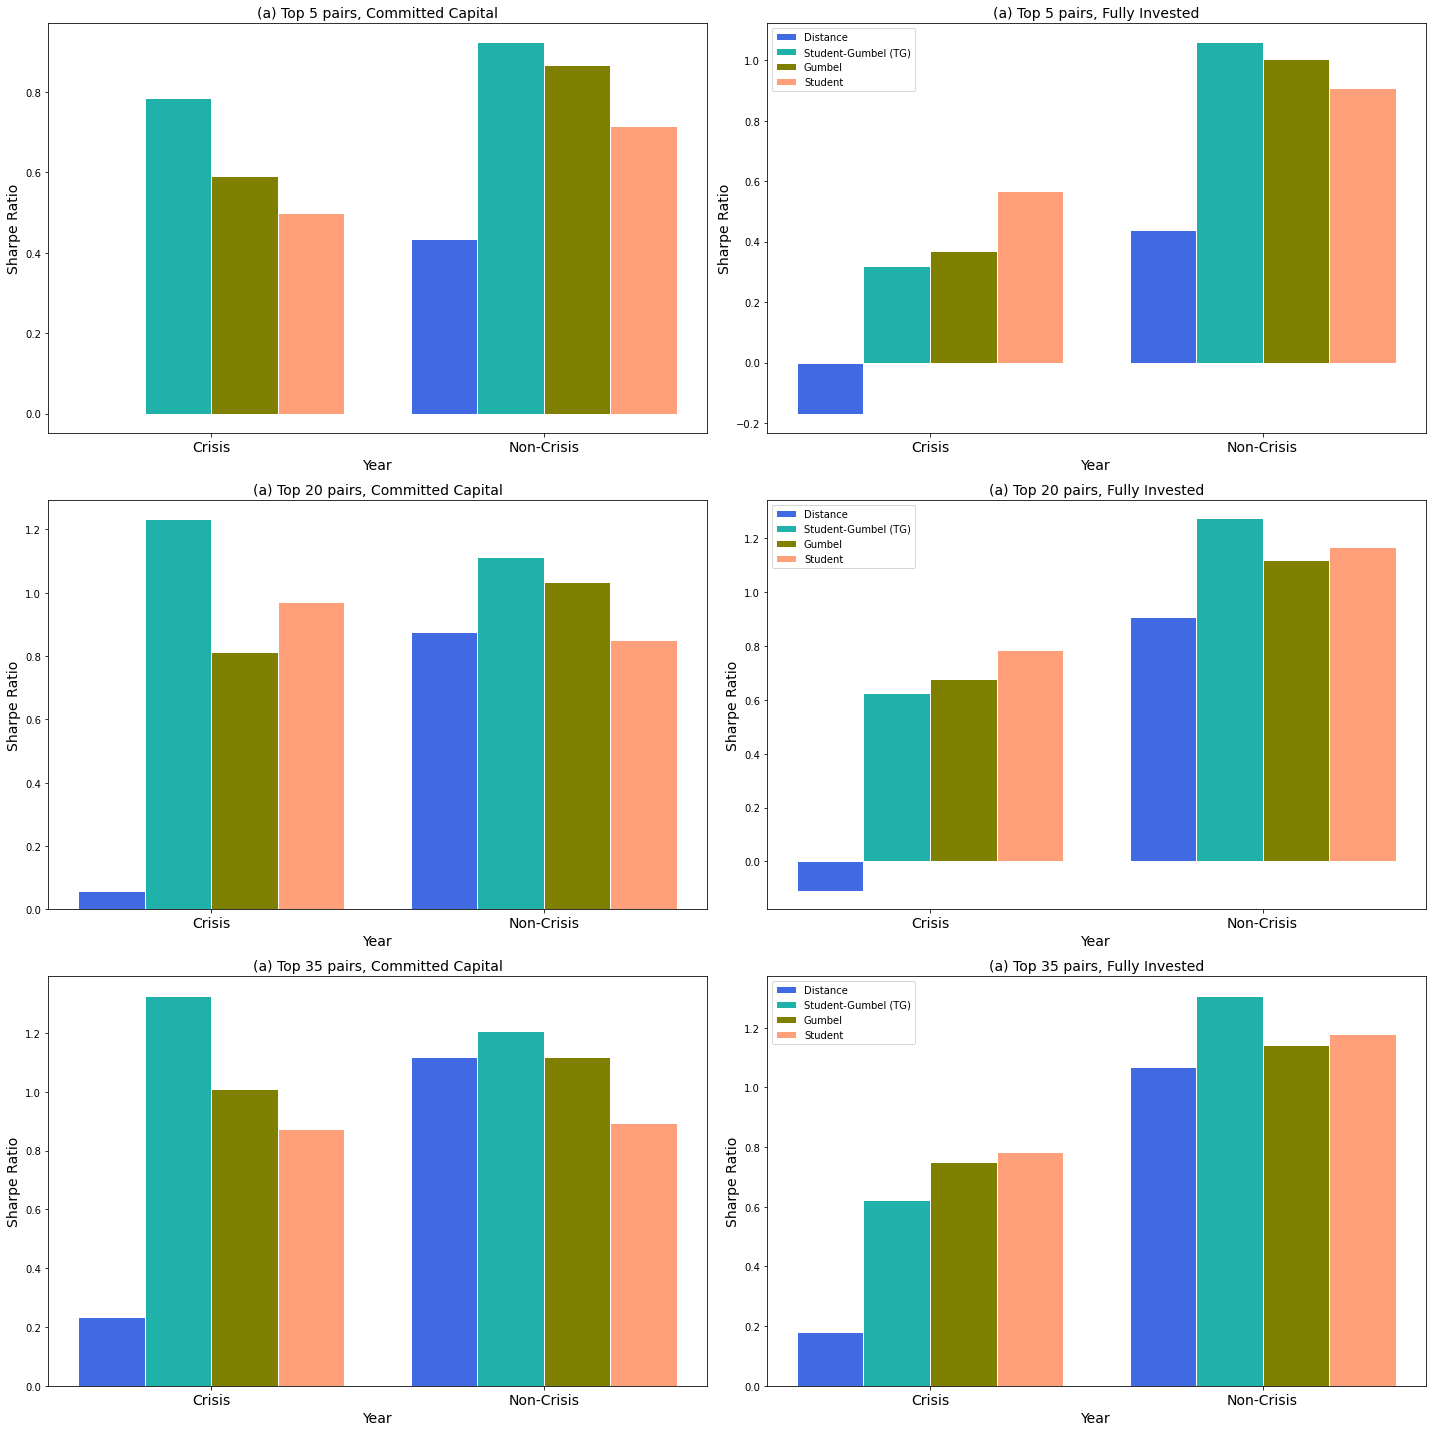 (a) Top 5 pairs, Committed Capital
Sharpe Ratio
0.8
0.6
0.4
0.2
0.0
Crisis
Non-Crisis
Year
(a) Top 5 pairs, Fully Invested
Distance
Student-Gumbel (TG)
Gumbel
Student
Sharpe Ratio
1.0
0.8
0.6
0.4
0.2
0.0
−0.2
Crisis
Non-Crisis
Year
(a) Top 20 pairs, Committed Capital
Sharpe Ratio
1.2
1.0
0.8
0.6
0.4
0.2
0.0
Crisis
Non-Crisis
Year
(a) Top 20 pairs, Fully Invested
Distance
Student-Gumbel (TG)
Gumbel
Student
Sharpe Ratio
1.2
1.0
0.8
0.6
0.4
0.2
0.0
Crisis
Non-Crisis
Year
(a) Top 35 pairs, Committed Capital
Sharpe Ratio
1.2
1.0
0.8
0.6
0.4
0.2
0.0
Crisis
Non-Crisis
Year
(a) Top 35 pairs, Fully Invested
Distance
Student-Gumbel (TG)
Gumbel
Student
Sharpe Ratio
1.2
1.0
0.8
0.6
0.4
0.2
0.0
Crisis
Non-Crisis
Year